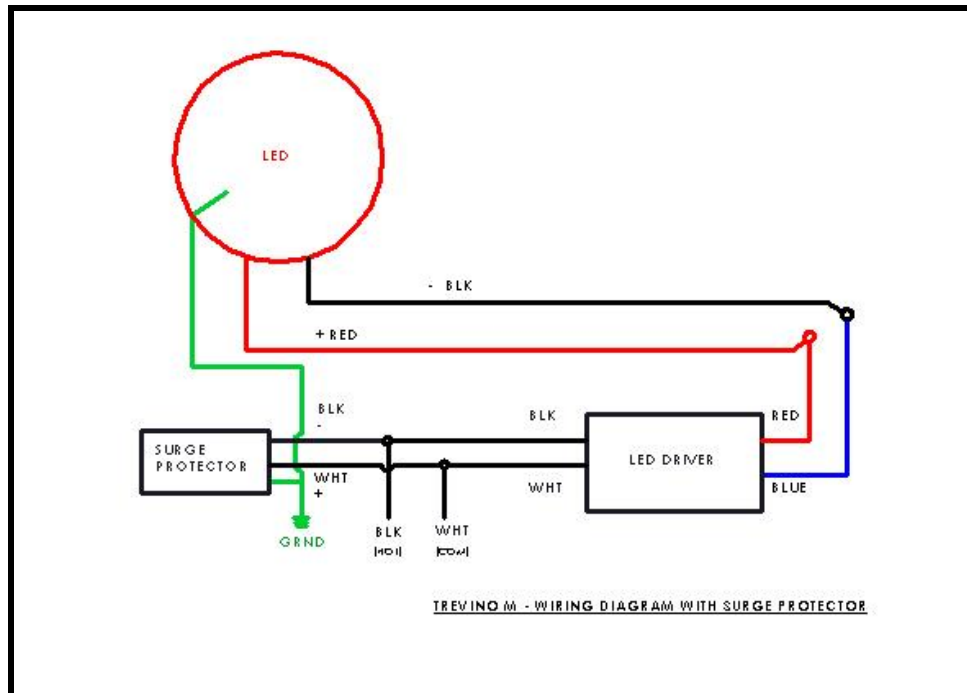 LED
- BLK
+ RED
BLK
-
BLK
RED
SURGE
PROTECTOR
LED DRIVER
WHT
+
WHT
BLUE
BLK
WHT
(COM)
GRND
TREVINO M - WIRING DIAGRAM WITH SURGE PROTECTOR